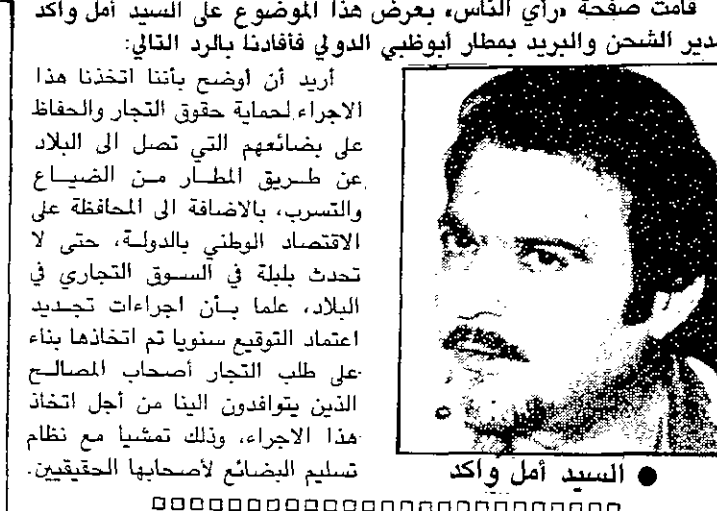 قامت صفحة «رأي الناس» بعرض هذا الموضوع على السيد أمل واكد
مدير الشحن والبريد بمطار أبوظبي الدولي فأفادنا بالرد التالي:
أريد أن أوضح بأننا اتخذنا هذا
الاجراء لحماية حقوق التجار والحفاظ
على بضائعهم التي تصل الى البلاد
عن طريق المطار من الضياع
والتسرب، بالاضافة الى المحافظة على
الاقتصاد الوطني بالدولة، حتى لا
تحدث بلبلة في السوق التجاري في
البلاد، علما بأن اجراءات تجديد
اعتماد التوقيع سنويا تم اتخاذها بناء
على طلب التجار أصحاب المصالح
الذين يتوافدون الينا من أجل اتخاذ
هذا الاجراء، وذلك تمشيا مع نظام
تسليم البضائع لأصحابها الحقيقيين.
● السيد أمل واكد